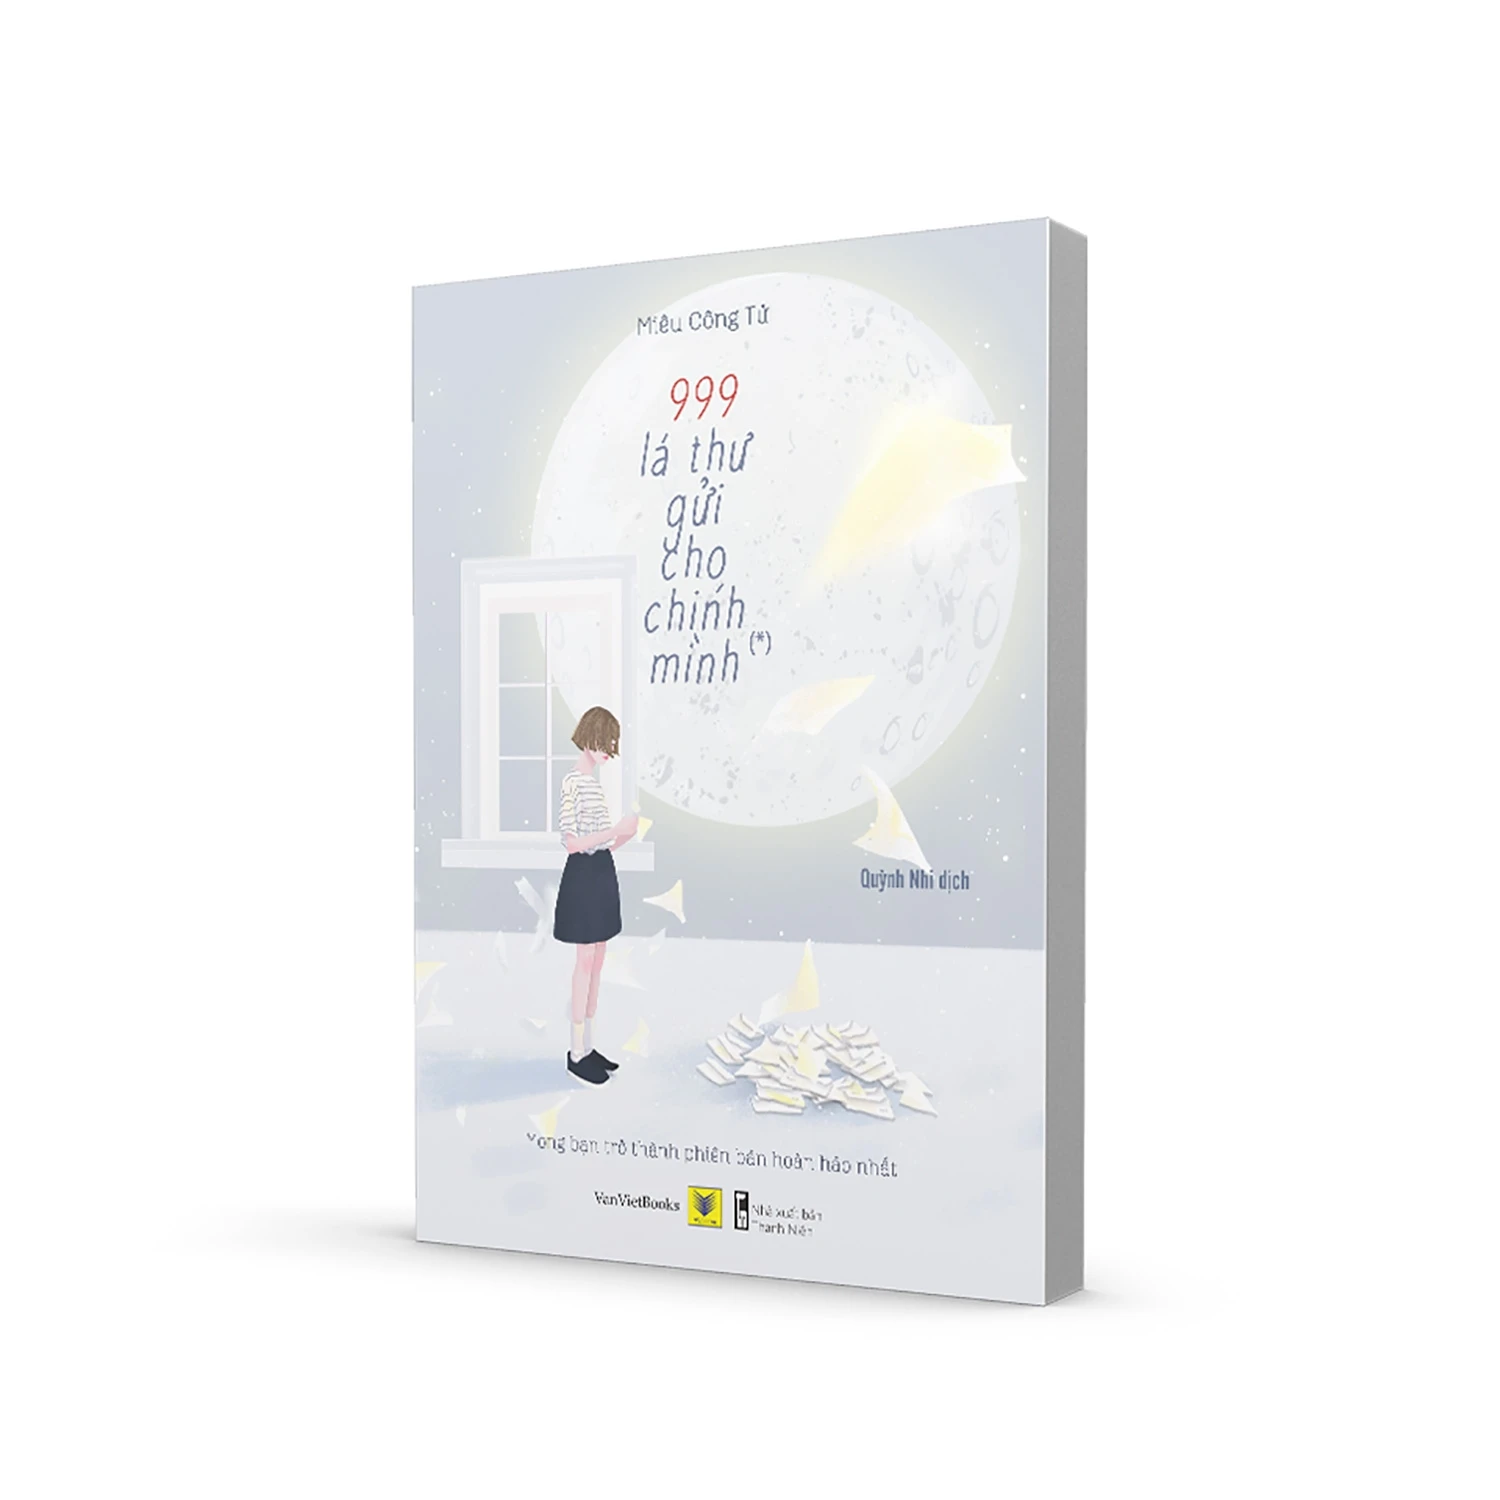 Miêu Công Tử
999
lá thư
gửi
cho
chính
mình (*)
Quỳnh Nhi dịch
Mong bạn trở thành phiên bản hoàn hảo nhất
VanVietBooks
Nhà xuất bản
Thanh Niên